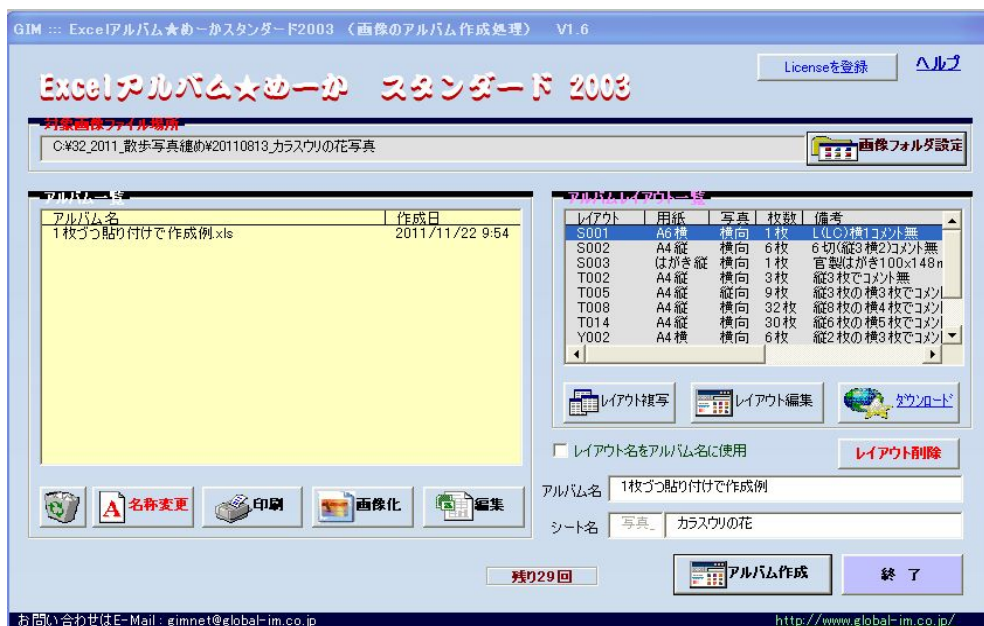 GIM ::: Excelアルバム★めーかスタンダード2003 （画像のアルバム作成処理） V1.6
Licenseを登録 ヘルプ
Excelアルバム★めーか スタンダード 2003
対象画像ファイル場所
C:¥32_2011_散歩写真纏め¥20110813_カラスウリの花写真
画像フォルダ設定
アルバム一覧
アルバム名 作成日
1枚づつ貼り付けで作成例.xls 2011/11/22 9:54
アルバムレイアウト一覧
レイアウト 用紙 写真 枚数 備考
S001 A6横 横向 1枚 L(LC)横1コメント無
S002 A4縦 横向 6枚 6切(縦3横2)コメント無
S003 はがき縦 横向 1枚 官製はがき100x148m
T002 A4縦 横向 3枚 縦3枚でコメント無
T005 A4縦 縦向 9枚 縦3枚の横3枚でコメント
T008 A4縦 横向 32枚 縦8枚の横4枚でコメント
T014 A4縦 横向 30枚 縦6枚の横5枚でコメント
Y002 A4横 横向 6枚 縦2枚の横3枚でコメント
レイアウト複写 レイアウト編集 ダウンロード
レイアウト名をアルバム名に使用
レイアウト削除
名称変更 印刷 画像化 編集
アルバム名 1枚づつ貼り付けで作成例
シート名 写真_ カラスウリの花
残り29回
アルバム作成
終 了
お問い合わせはE-Mail : gimnet@global-im.co.jp
http://www.global-im.co.jp/